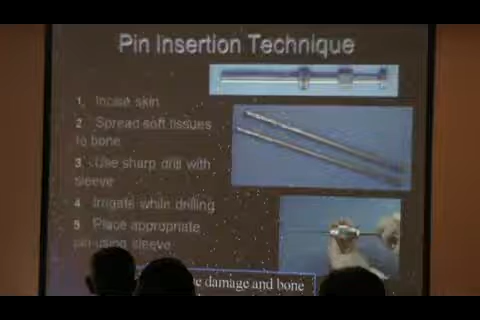 Pin Insertion Technique
1. Incise skin
2 Spread soft tissues
to bone
3. Use sharp drill with
sleeve
4 Irrigate while drilling
5 Place appropriate
pin using sleeve
damage and bone